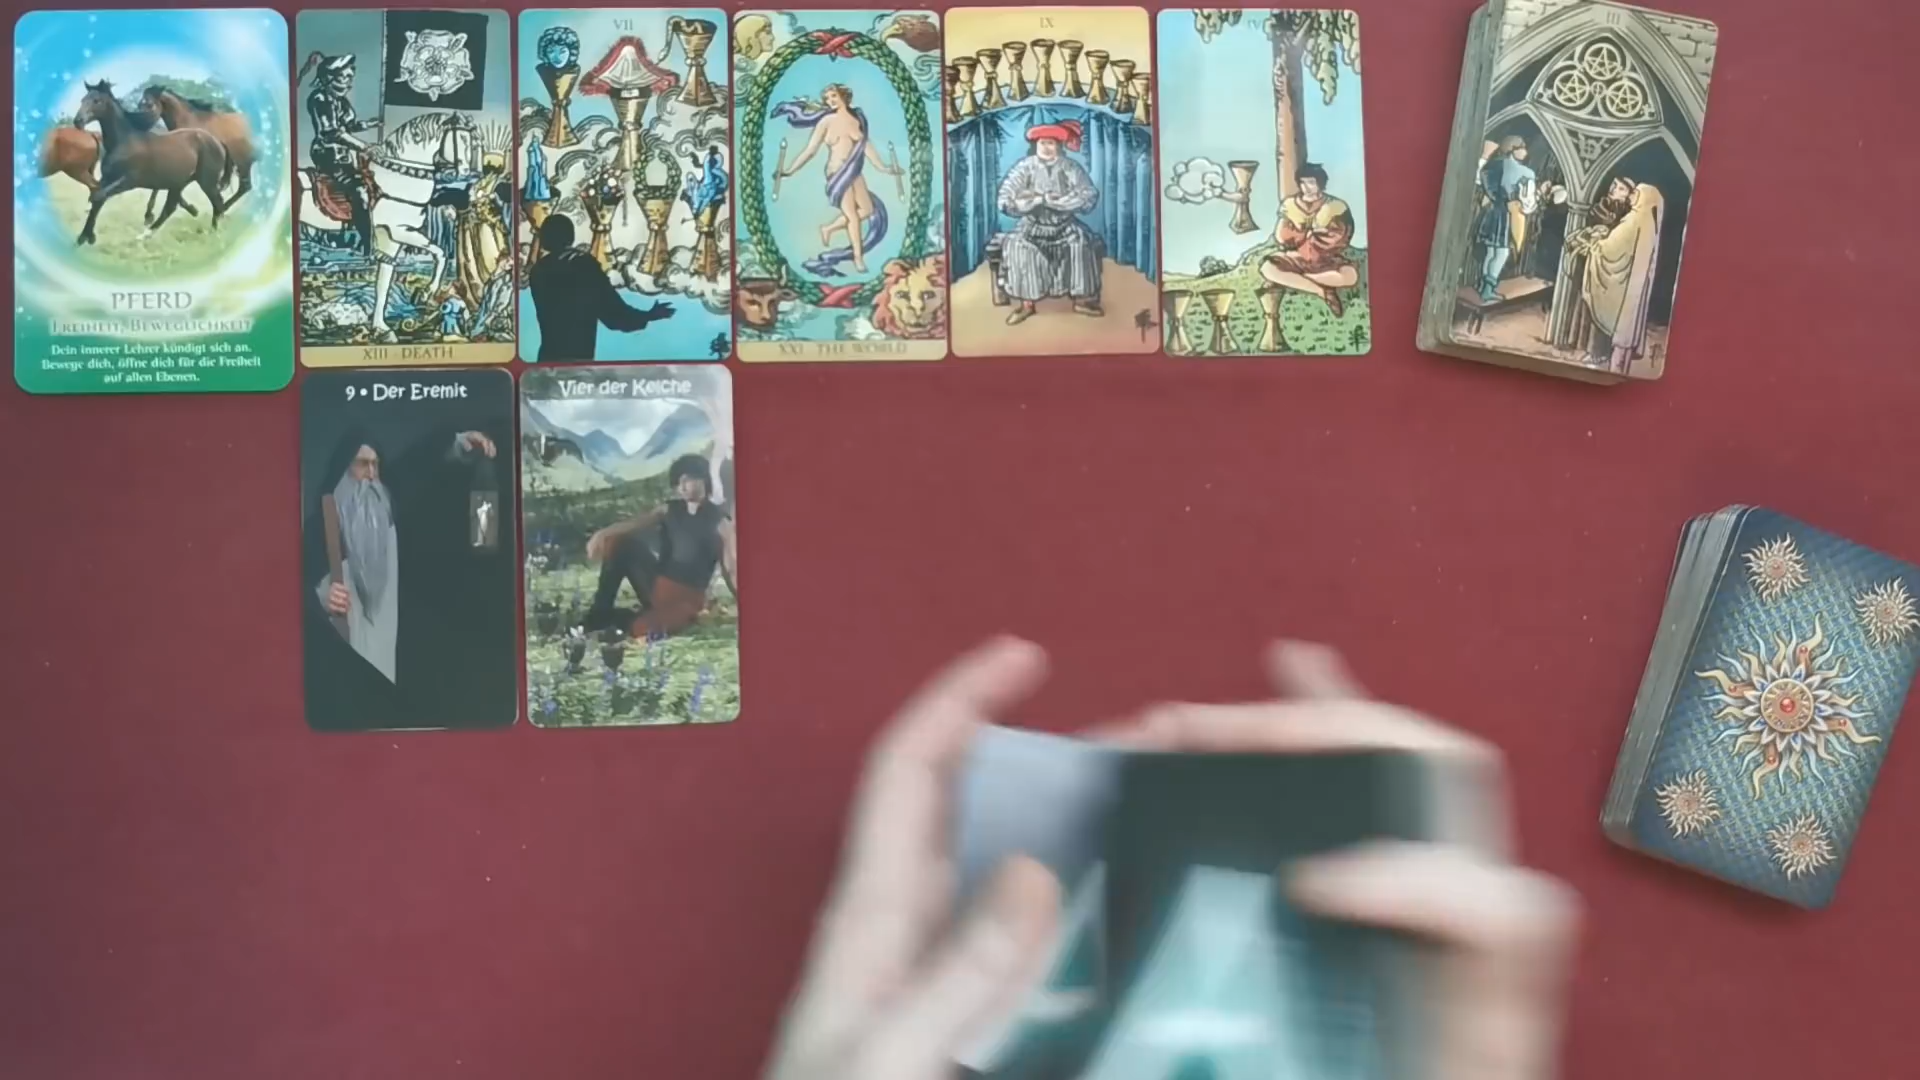 PFERD
FREIHEIT, BEWEGLICHKEIT
Dein innerer Lehrer kündigt sich an.
Bewege dich, öffne dich für die Freiheit
auf allen Ebenen.
XIII DEATH
VII
XXI THE WORLD
IX
IV
III
9 • Der Eremit
Vier der Kelche